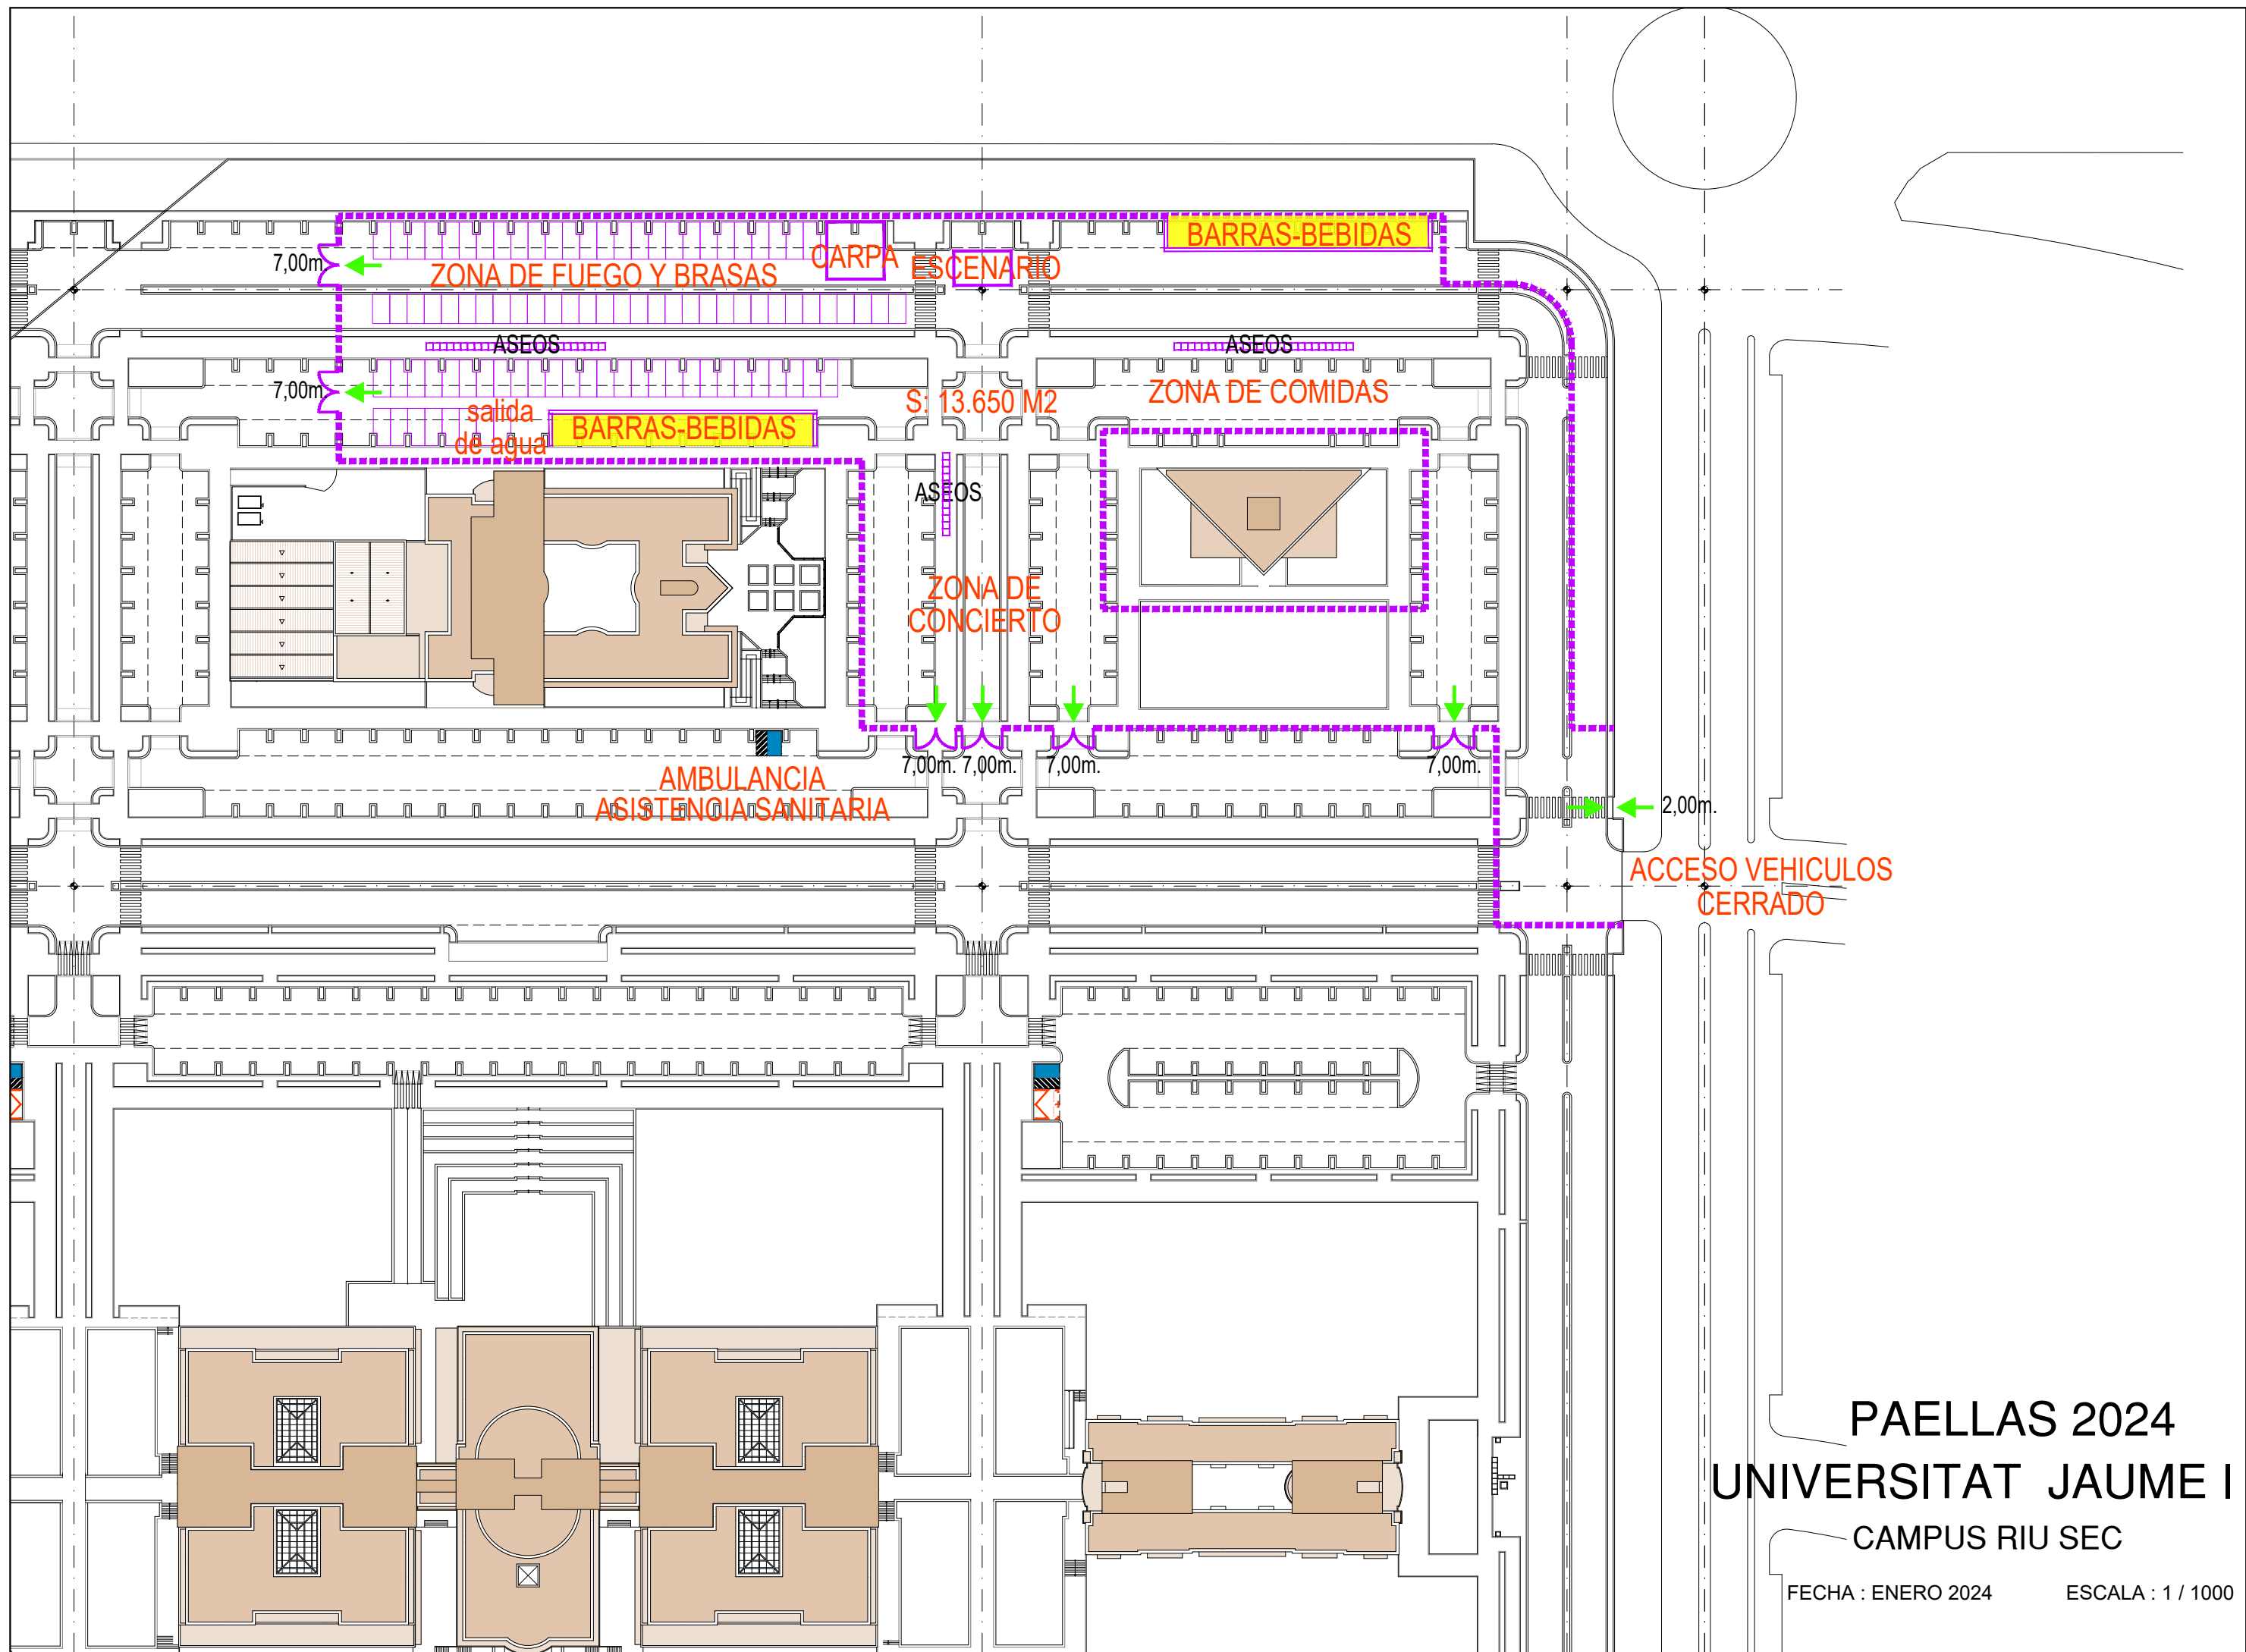 BARRAS-BEBIDAS
7,00m.
ZONA DE FUEGO Y BRASAS
CARPA
ESCENARIO
ASEOS
ASEOS
7,00m.
salida
de agua
BARRAS-BEBIDAS
S: 13.650 M2
ZONA DE COMIDAS
ASEOS
ZONA DE
CONCIERTO
7,00m.
7,00m.
7,00m.
7,00m.
AMBULANCIA
ASISTENCIA SANITARIA
2,00m.
ACCESO VEHICULOS
CERRADO
PAELLAS 2024
UNIVERSITAT JAUME I
CAMPUS RIU SEC
FECHA : ENERO 2024
ESCALA : 1 / 1000